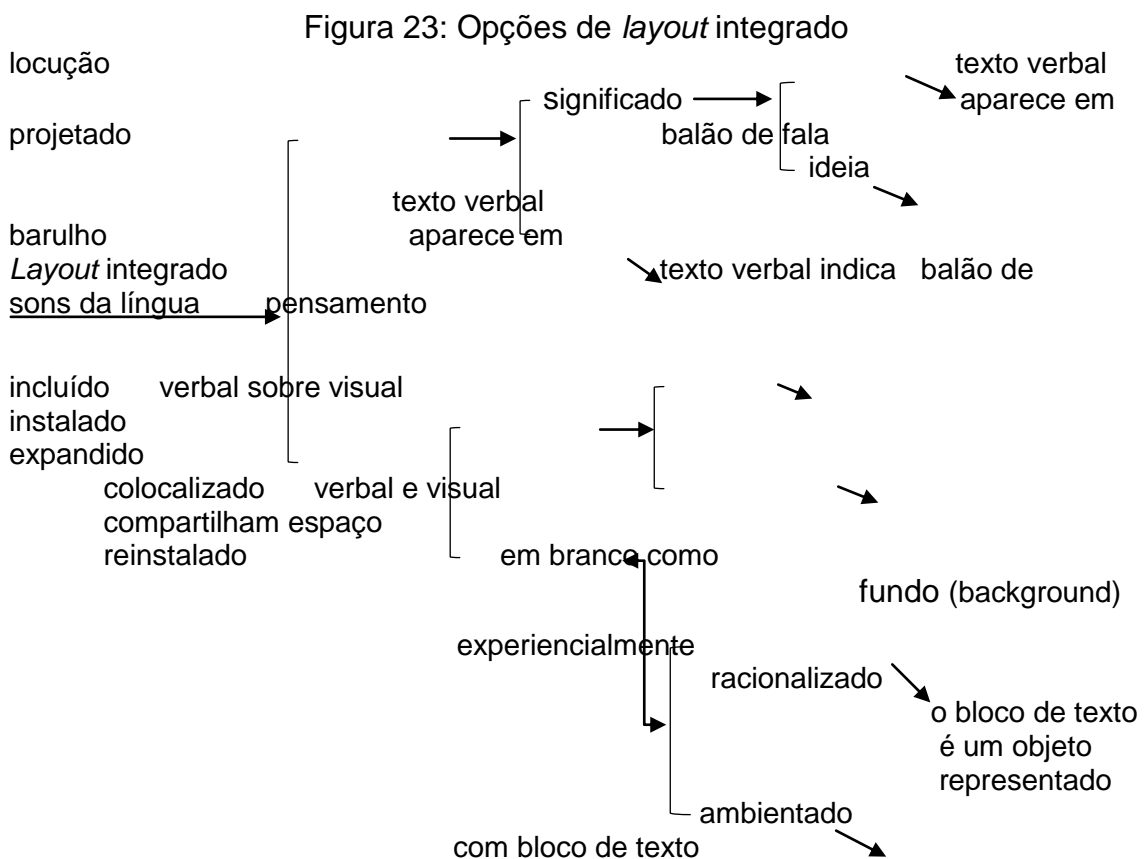 Figura 23: Opções de layout integrado
locução texto verbal
significado aparece em
projetado balão de fala
ideia
texto verbal
barulho aparece em
Layout integrado texto verbal indica balão de
sons da língua pensamento
incluído verbal sobre visual
instalado
expandido
colocalizado verbal e visual
compartilham espaço
reinstalado em branco como
fundo (background)
experiencialmente
racionalizado
o bloco de texto
é um objeto
representado
ambientado
com bloco de texto